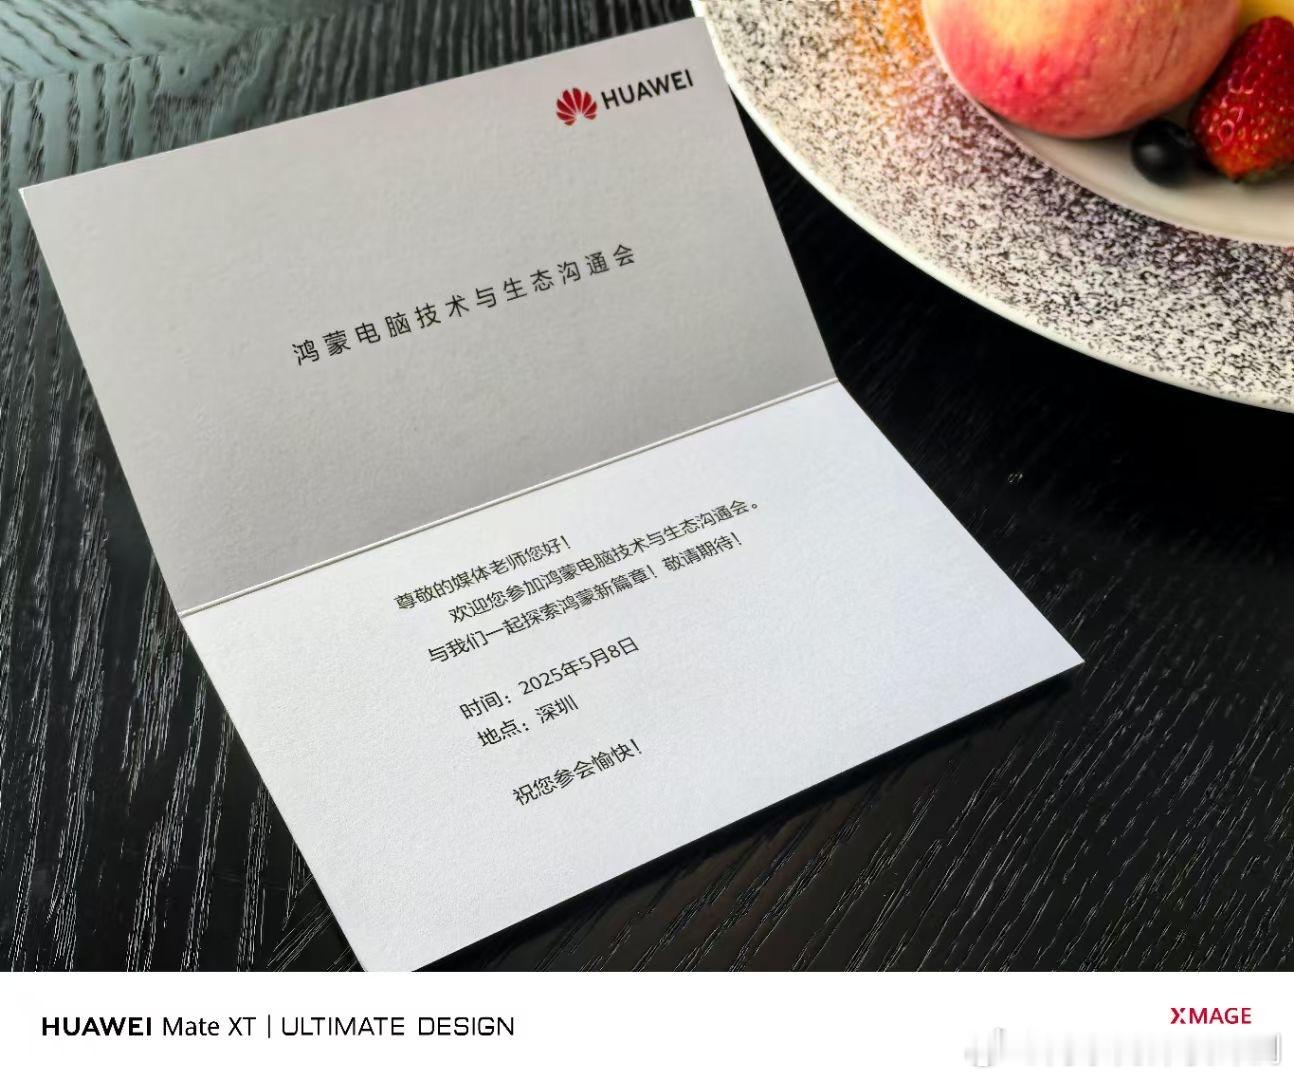 HUAWEI
鸿蒙电脑技术与生态沟通会
尊敬的媒体老师您好！
欢迎您参加鸿蒙电脑技术与生态沟通会。
与我们一起探索鸿蒙新篇章！敬请期待！
时间：2025年5月8日
地点：深圳
祝您参会愉快！
HUAWEI Mate XT | ULTIMATE DESIGN
XMAGE